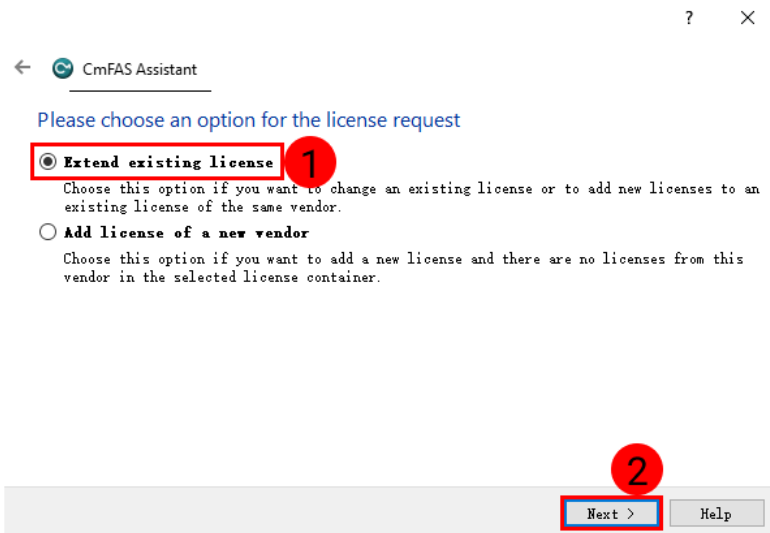 ?
CmFAS Assistant
Please choose an option for the license request
Extend existing license
1
Choose this option if you want to change an existing license or to add new licenses to an
existing license of the same vendor.
Add license of a new vendor
Choose this option if you want to add a new license and there are no licenses from this
vendor in the selected license container.
2
Next >
Help